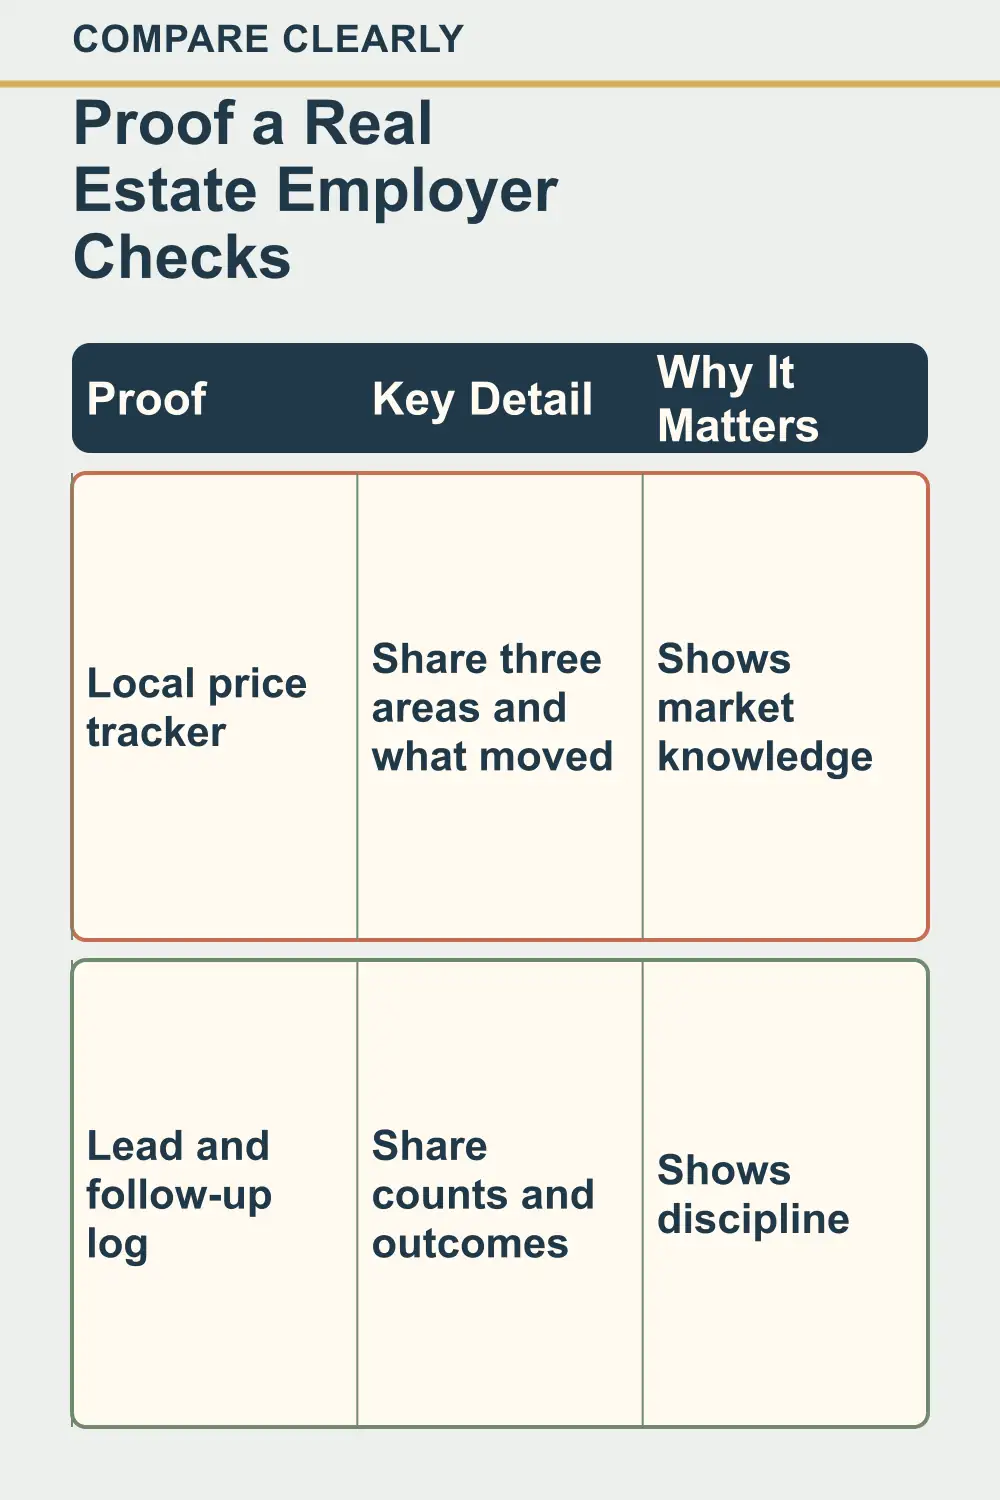 COMPARE CLEARLY
Proof a Real
Estate Employer
Checks
Proof
Key Detail
Why It
Matters
Local price
tracker
Share three
areas and
what moved
Shows
market
knowledge
Lead and
follow-up
log
Share
counts and
outcomes
Shows
discipline